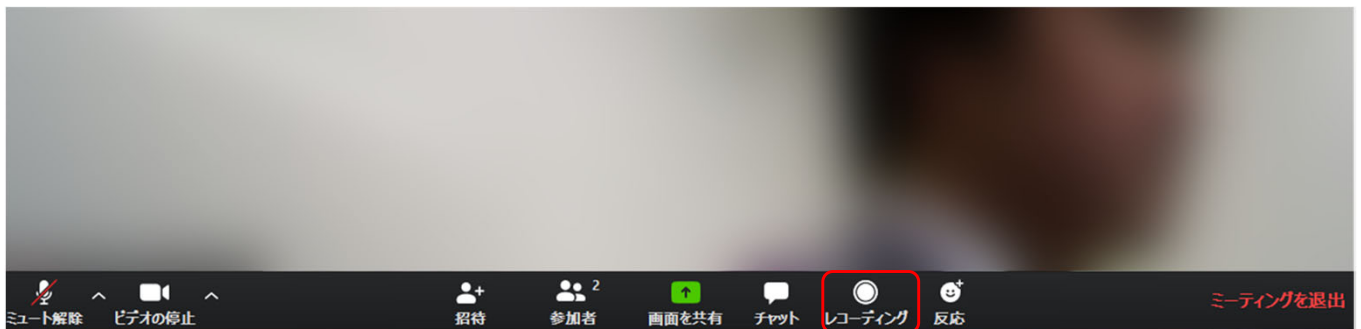 ミュート解除
ビデオの停止
招待
参加者
2
画面を共有
チャット
レコーディング
反応
ミーティングを退出